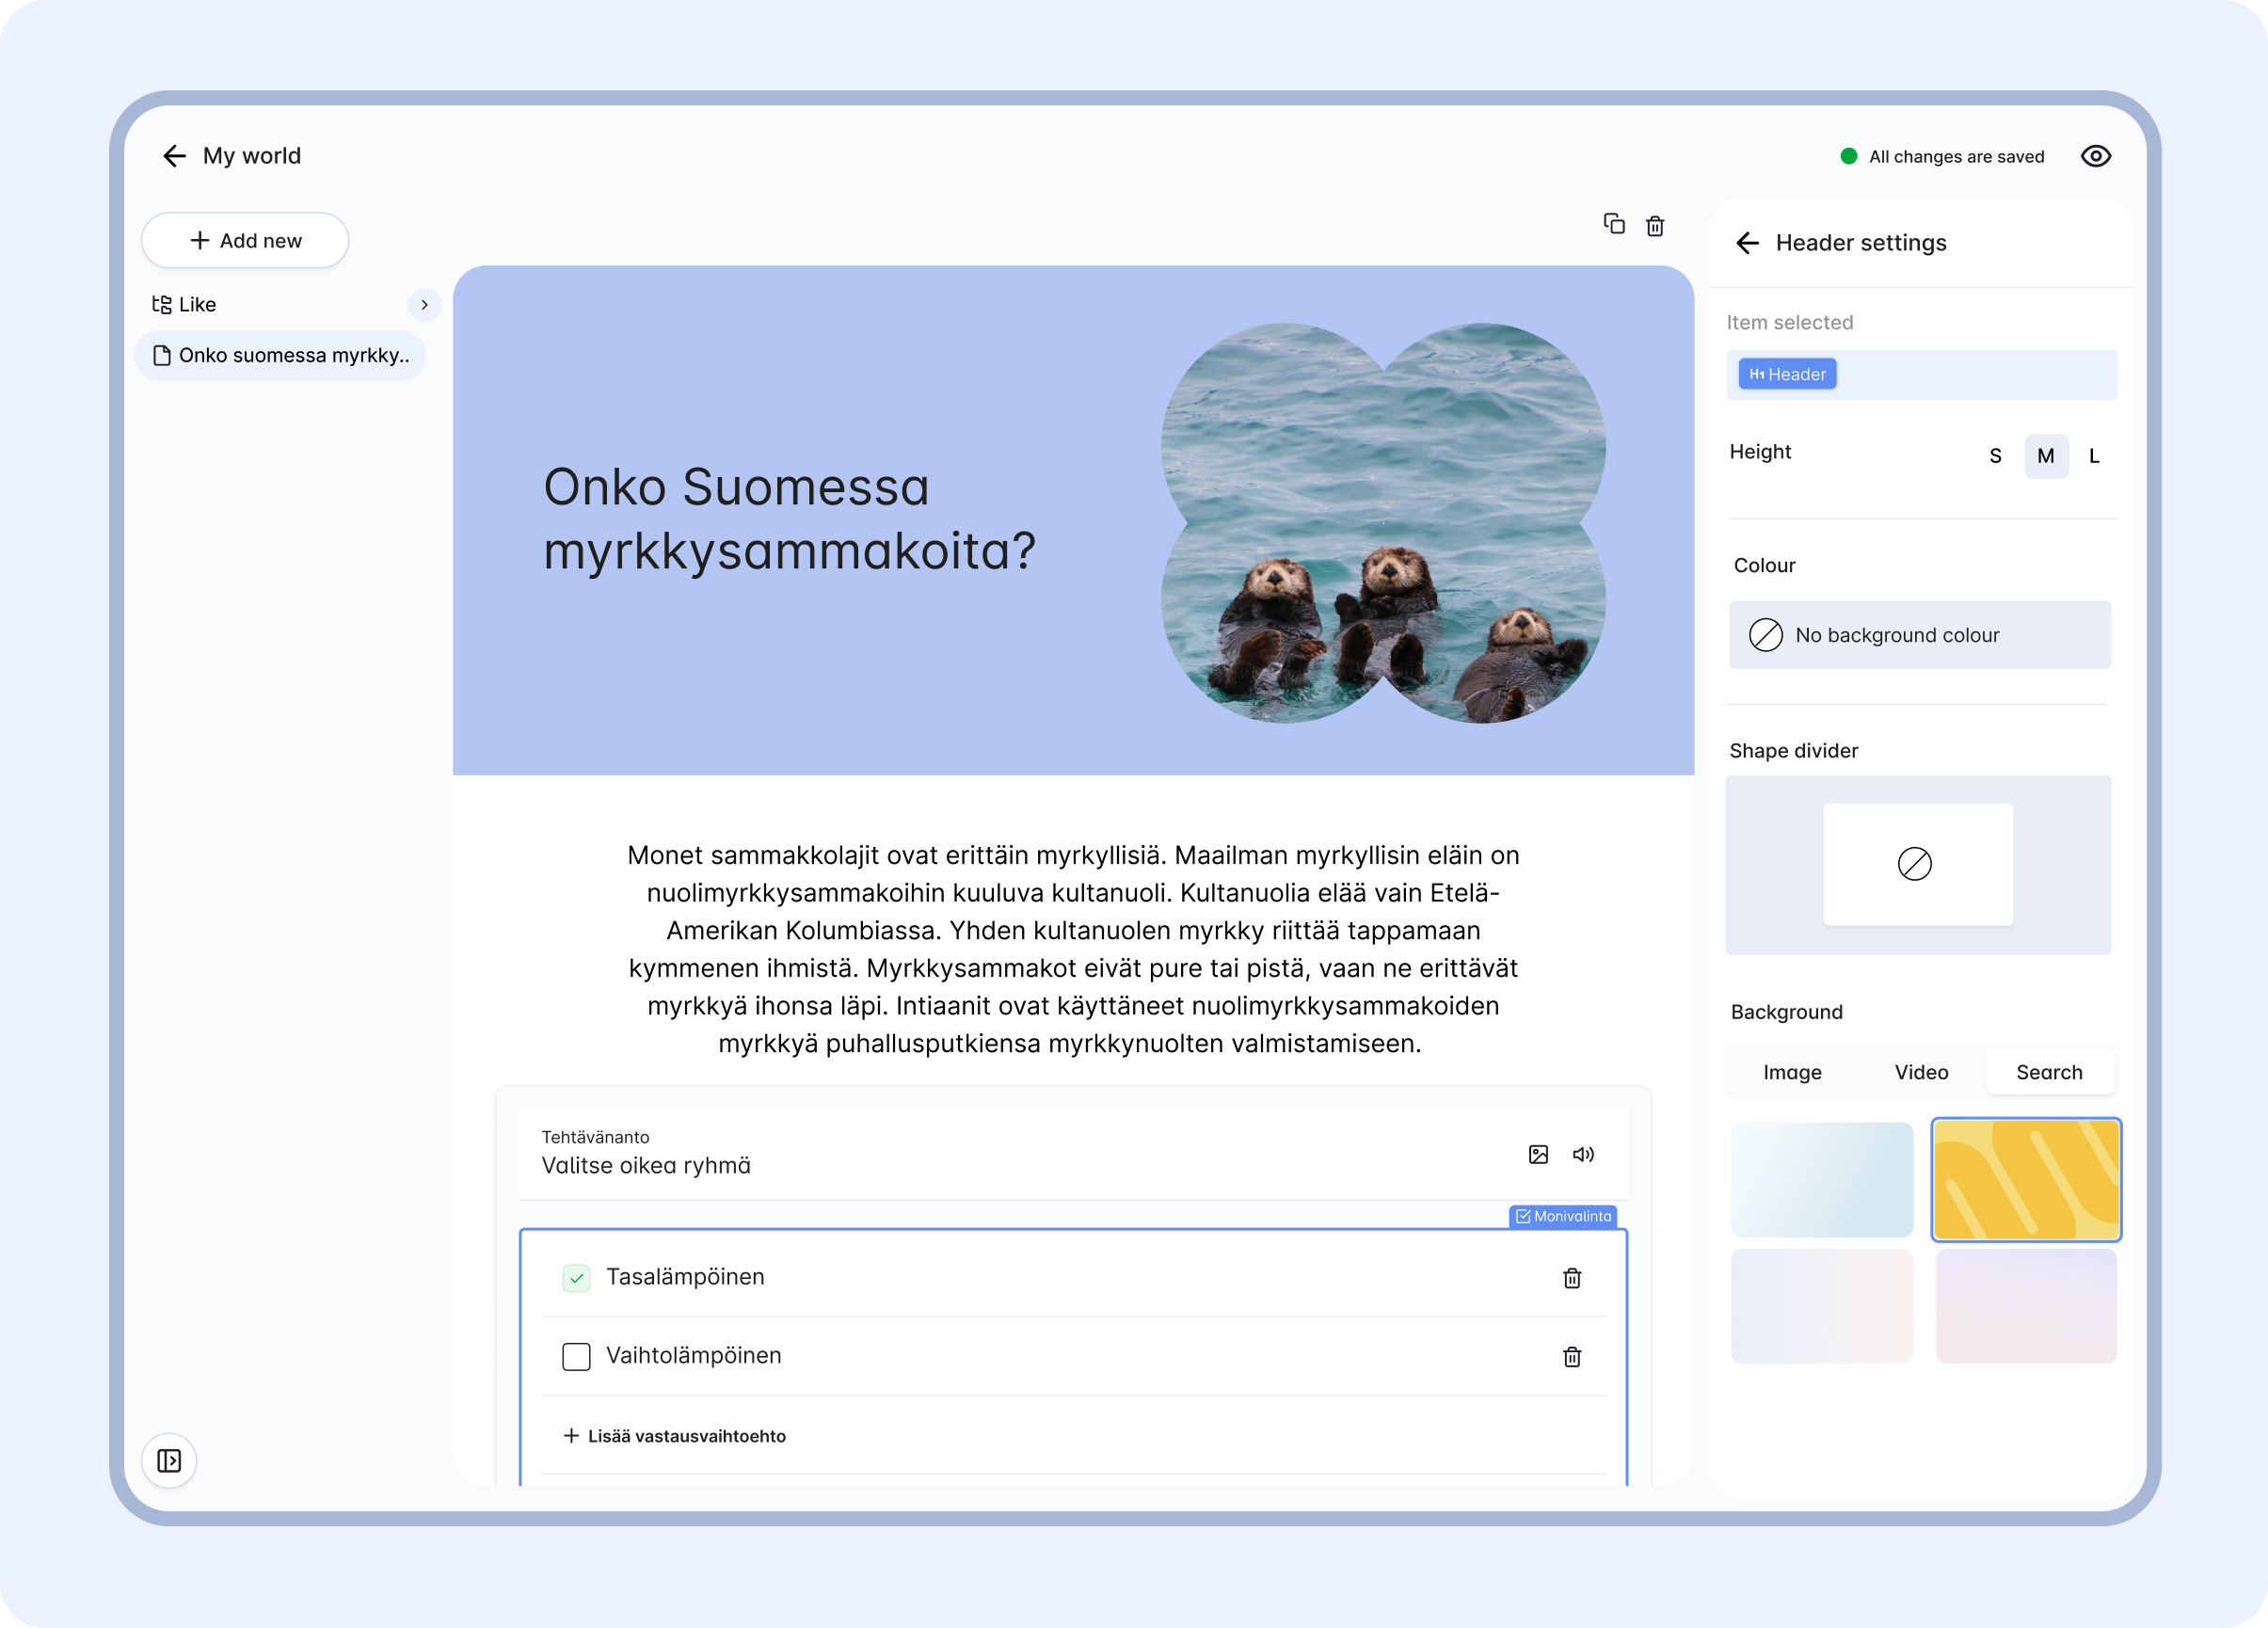 My world
All changes are saved
Add new
Like
Onko suomessa myrkky..
Onko Suomessa
myrkkysammakoita?
Monet sammakkolajit ovat erittäin myrkyllisiä. Maailman myrkyllisin eläin on
nuolimyrkkysammakoihin kuuluva kultanuoli. Kultanuolia elää vain Etelä-
Amerikan Kolumbiassa. Yhden kultanuolen myrkky riittää tappamaan
kymmenen ihmistä. Myrkkysammakot eivät pure tai pistä, vaan ne erittävät
myrkkyä ihonsa läpi. Intiaanit ovat käyttäneet nuolimyrkkysammakoiden
myrkkyä puhallusputkiensa myrkkynuolten valmistamiseen.
Tehtävänanto
Valitse oikea ryhmä
Monivalinta
Tasalämpöinen
Vaihtolämpöinen
Lisää vastausvaihtoehto
Header settings
Item selected
H1 Header
Height
S M L
Colour
No background colour
Shape divider
Background
Image Video Search